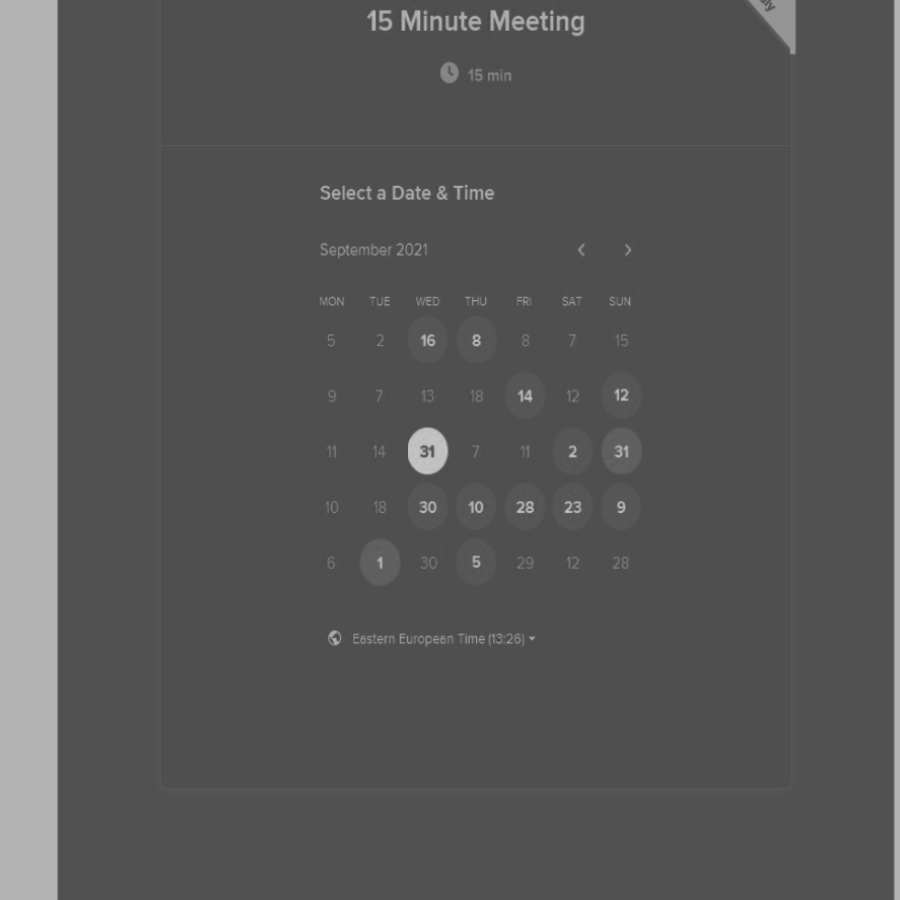 15 Minute Meeting
15 min
Select a Date & Time
September 2021
MON TUE WED THU FRI SAT SUN
5 2 16 8 8 7 15
9 7 13 18 14 12 12
11 14 31 7 11 2 31
10 18 30 10 28 23 9
6 1 30 5 29 12 28
Eastern European Time (13:26)